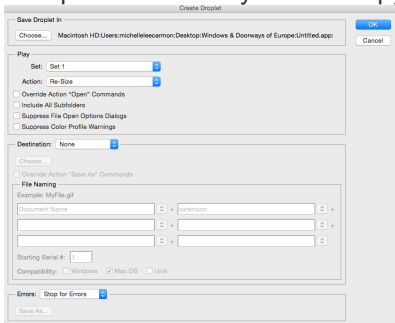 Create Droplet
Save Droplet In
Choose... Macintosh HD:Users:michelleleecarmon:Desktop:Windows & Doorways of Europe:Untitled.app:
OK
Cancel
Play
Set: Set 1
Action: Re-Size
Override Action "Open" Commands
Include All Subfolders
Suppress File Open Options Dialogs
Suppress Color Profile Warnings
Destination: None
Choose...
Override Action "Save As" Commands
File Naming
Example: MyFile.gif
Document Name + extension +
+ +
+
Starting Serial #: 1
Compatibility: Windows Mac OS Unix
Errors: Stop for Errors
Save As...